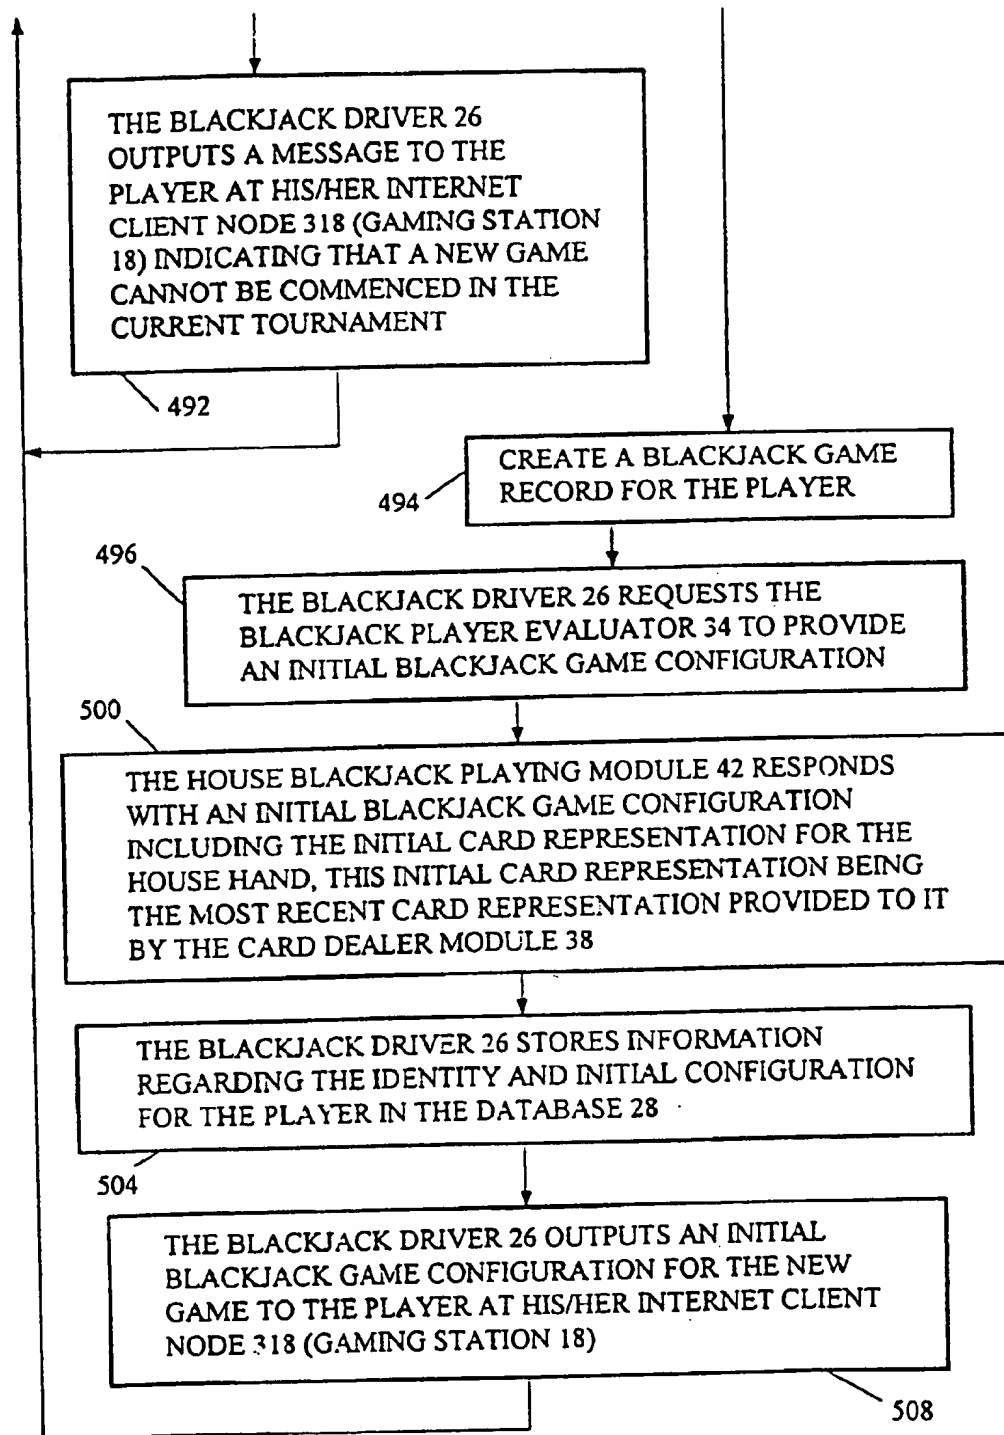 THE BLACKJACK DRIVER 26
OUTPUTS A MESSAGE TO THE
PLAYER AT HIS/HER INTERNET
CLIENT NODE 318 (GAMING STATION
18) INDICATING THAT A NEW GAME
CANNOT BE COMMENCED IN THE
CURRENT TOURNAMENT
492
CREATE A BLACKJACK GAME
RECORD FOR THE PLAYER
494
496
THE BLACKJACK DRIVER 26 REQUESTS THE
BLACKJACK PLAYER EVALUATOR 34 TO PROVIDE
AN INITIAL BLACKJACK GAME CONFIGURATION
500
THE HOUSE BLACKJACK PLAYING MODULE 42 RESPONDS
WITH AN INITIAL BLACKJACK GAME CONFIGURATION
INCLUDING THE INITIAL CARD REPRESENTATION FOR THE
HOUSE HAND, THIS INITIAL CARD REPRESENTATION BEING
THE MOST RECENT CARD REPRESENTATION PROVIDED TO IT
BY THE CARD DEALER MODULE 38
THE BLACKJACK DRIVER 26 STORES INFORMATION
REGARDING THE IDENTITY AND INITIAL CONFIGURATION
FOR THE PLAYER IN THE DATABASE 28
504
THE BLACKJACK DRIVER 26 OUTPUTS AN INITIAL
BLACKJACK GAME CONFIGURATION FOR THE NEW
GAME TO THE PLAYER AT HIS/HER INTERNET CLIENT
NODE 318 (GAMING STATION 18)
508